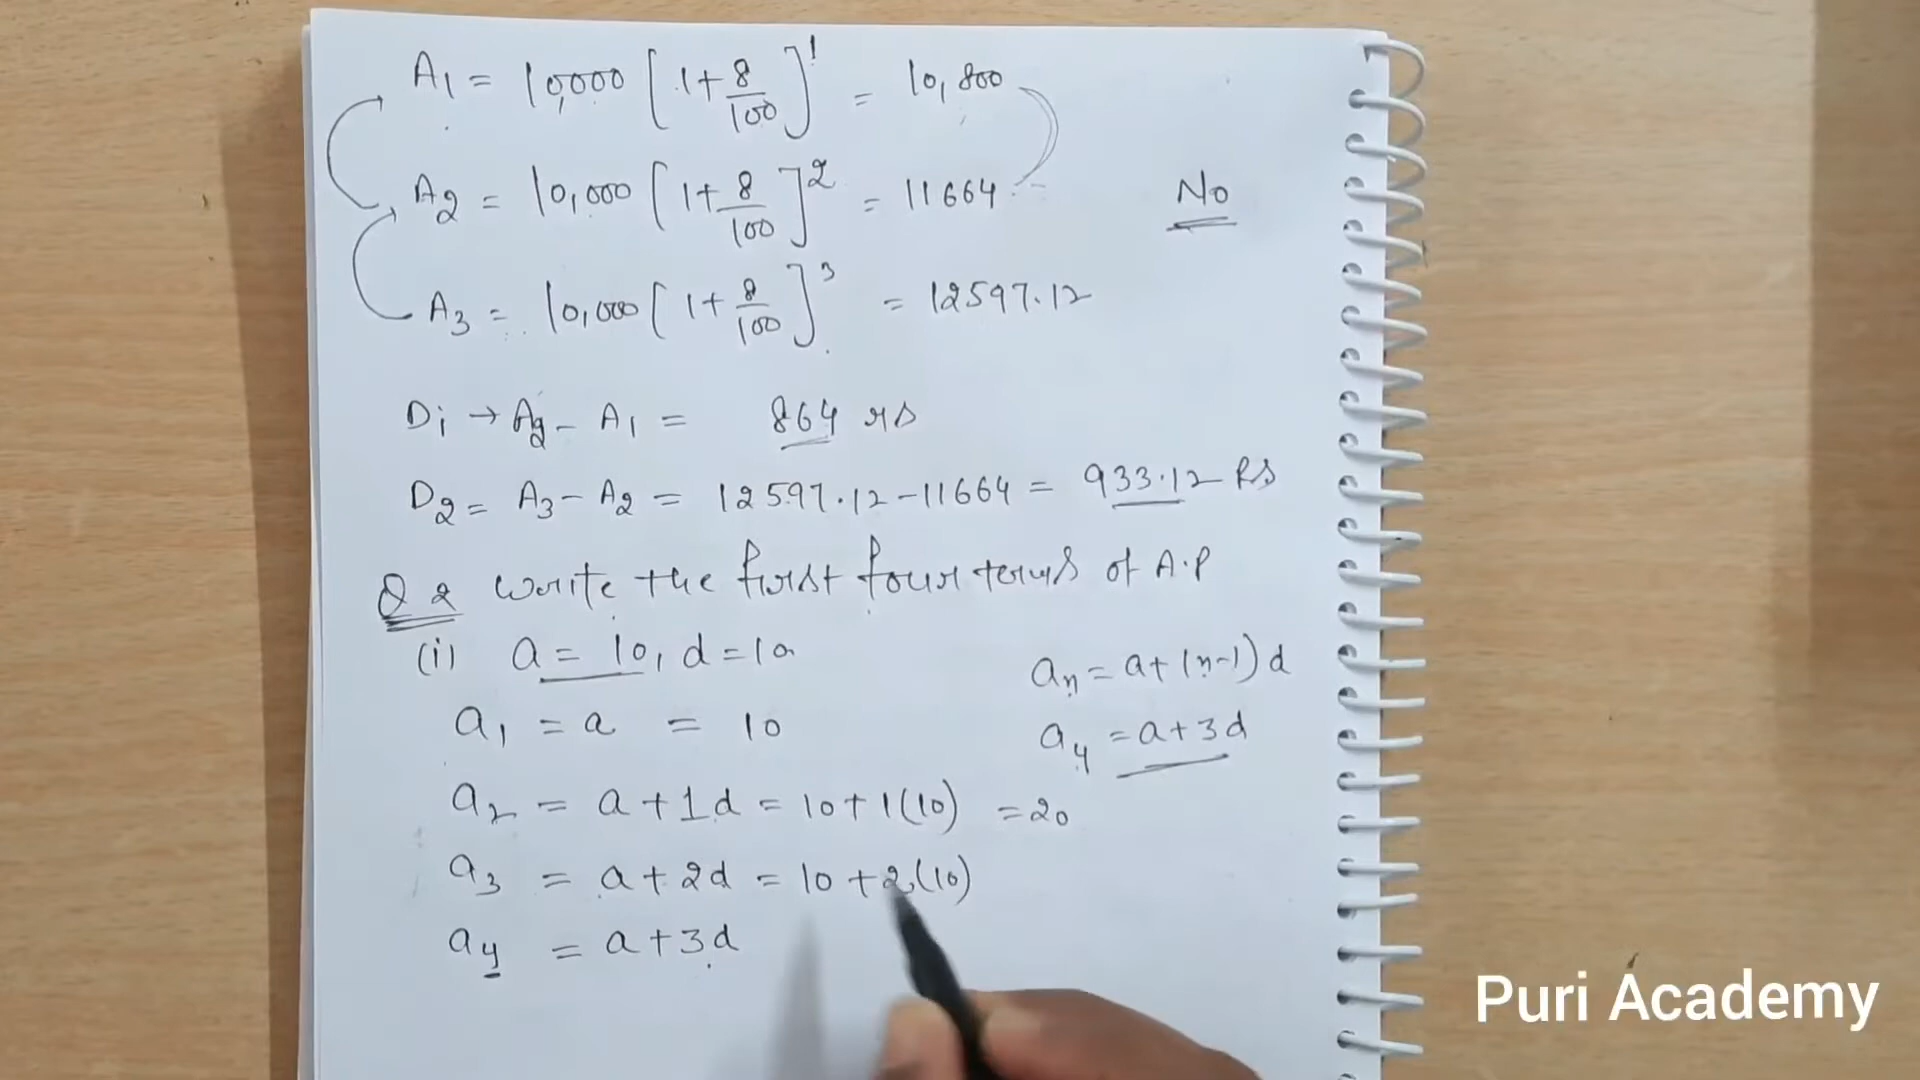 A1 = 10,000 [1+8/100]^1 = 10,800
A2 = 10,000 [1+8/100]^2 = 11664
No
A3 = 10,000 [1+8/100]^3 = 12597.12
Di → A2 - A1 = 864 rs
D2 = A3 - A2 = 12597.12 - 11664 = 933.12 Rs
Q2 Write the first four terms of A.P
(i) a = 10, d = 10
an = a + (n-1) d
a1 = a = 10
a4 = a + 3d
a2 = a + 1d = 10 + 1(10) = 20
a3 = a + 2d = 10 + 2(10)
a4 = a + 3d
Puri Academy